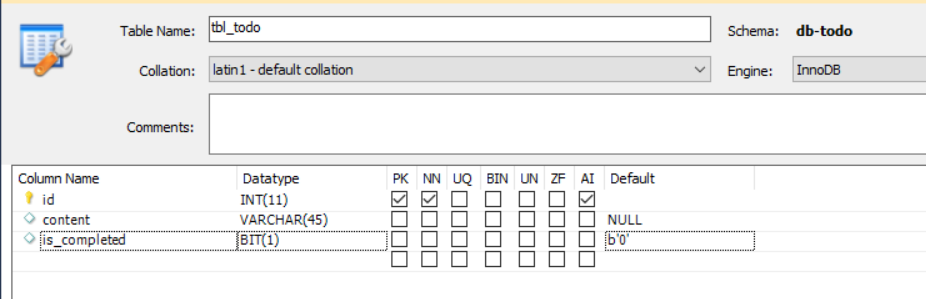 Table Name: tbl_todo Schema: db-todo
Collation: latin1 - default collation Engine: InnoDB
Comments:
Column Name Datatype PK NN UQ BIN UN ZF AI Default
id INT(11)
content VARCHAR(45) NULL
is_completed BIT(1) b'0'